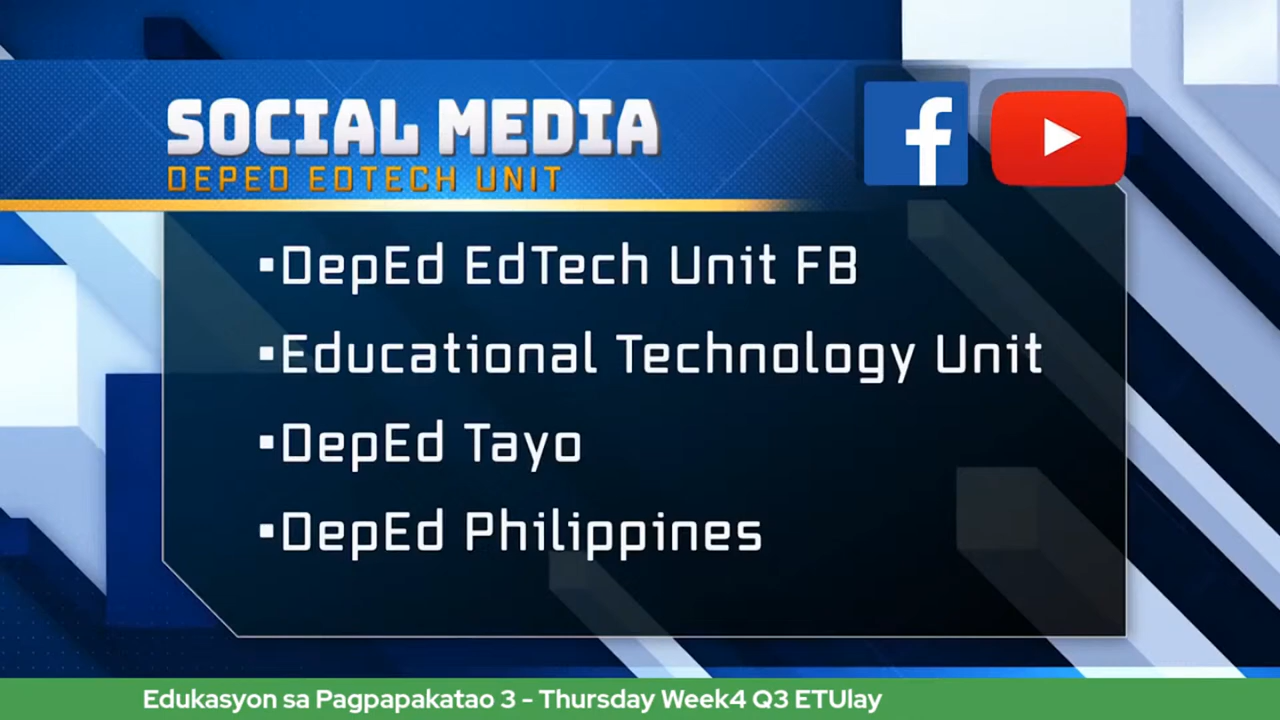 SOCIAL MEDIA
DEPED EDTECH UNIT
▪DepEd EdTech Unit FB
▪Educational Technology Unit
▪DepEd Tayo
▪DepEd Philippines
Edukasyon sa Pagpapakatao 3 - Thursday Week4 Q3 ETUlay